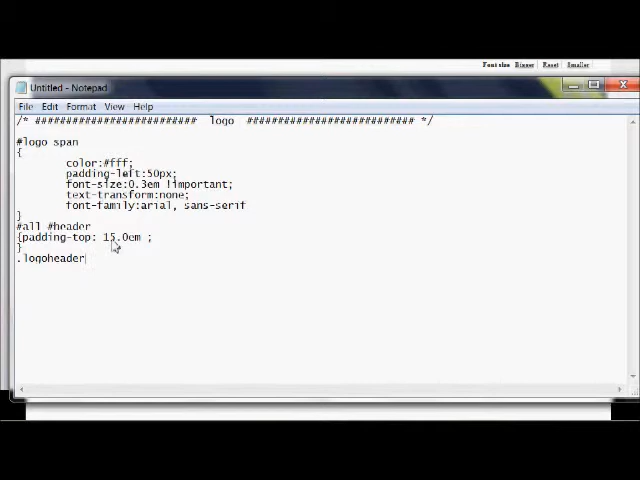 Font size Bigger Reset Smaller
Untitled - Notepad
File Edit Format View Help
/* ########################## logo ########################### */
#logo span
{
color:#fff;
padding-left:50px;
font-size:0.3em !important;
text-transform:none;
font-family:arial, sans-serif
}
#all #header
{padding-top: 15.0em ;
}
.logoheader